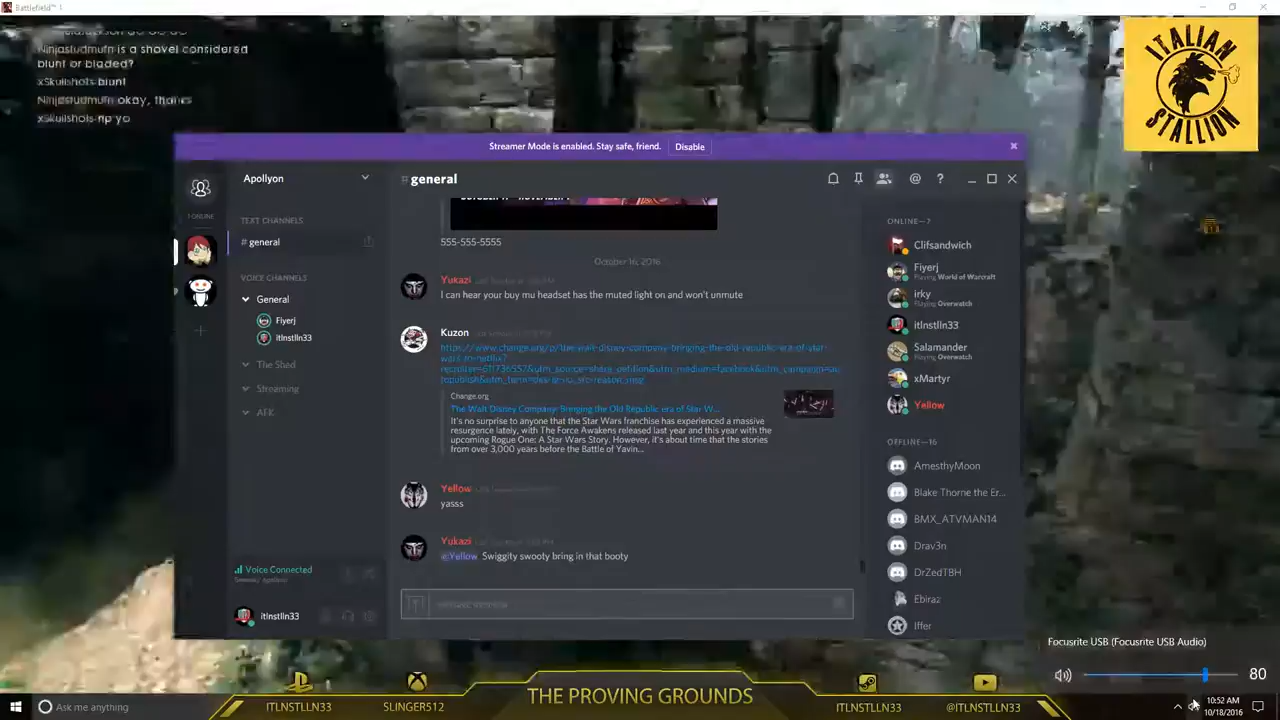 Battlefield™ 1
Ninjastudmufn is a shovel considered
blunt or bladed?
xSkullshots blunt
Ninjastudmufn okay, thanks
xSkullshots np yo
ITALIAN
STALLION
Streamer Mode is enabled. Stay safe, friend.
Disable
1 ONLINE
Apollyon
TEXT CHANNELS
# general
VOICE CHANNELS
General
Fiyerj
itlnstlln33
The Shed
Streaming
AFK
Voice Connected
itlnstlln33
# general
555-555-5555
October 16, 2016
Yukazi
I can hear your buy mu headset has the muted light on and won't unmute
Kuzon
Change.org
The Walt Disney Company: Bringing the Old Republic era of Star W...
It's no surprise to anyone that the Star Wars franchise has experienced a massive
resurgence lately, with The Force Awakens released last year and this year with the
upcoming Rogue One: A Star Wars Story. However, it's about time that the stories
from over 3,000 years before the Battle of Yavin...
Yellow
yasss
Yukazi
@Yellow Swiggity swooty bring in that booty
ONLINE—7
Clifsandwich
Fiyerj
Playing World of Warcraft
irky
Playing Overwatch
itlnstlln33
Salamander
Playing Overwatch
xMartyr
Yellow
OFFLINE—16
AmesthyMoon
Blake Thorne the Er...
BMX_ATVMAN14
Drav3n
DrZedTBH
Ebiraz
Iffer
Focusrite USB (Focusrite USB Audio)
80
Ask me anything
ITLNSTLLN33
SLINGER512
THE PROVING GROUNDS
ITLNSTLLN33
@ITLNSTLLN33
10:52 AM
10/18/2016